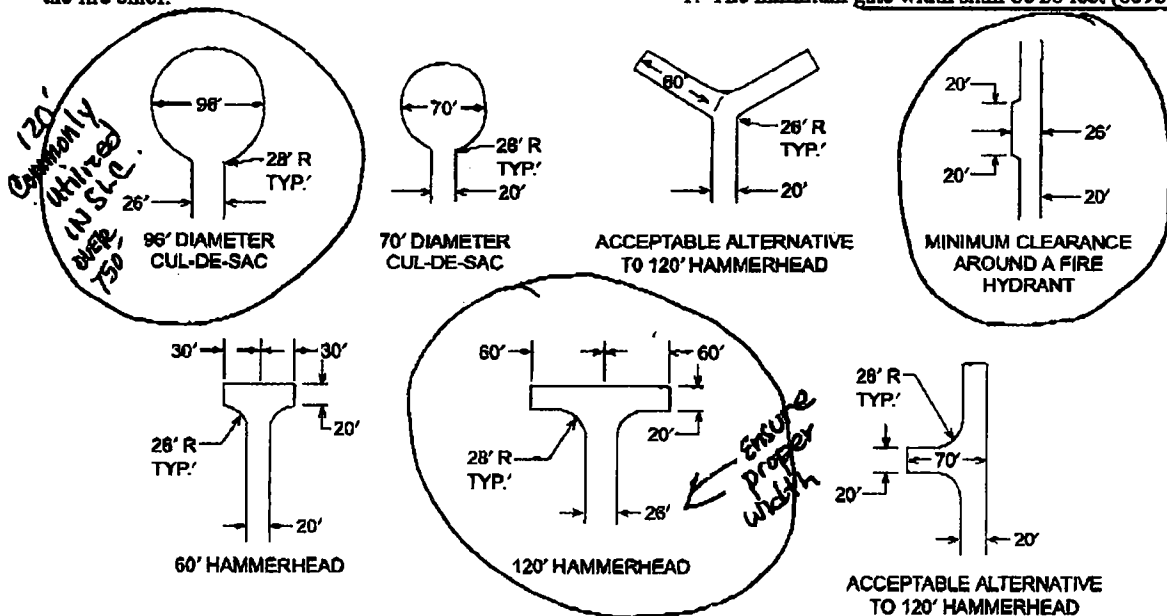 the fire chief.
1. The minimum gate width shall be 20 feet (6096
120'
Commonly
utilized
IN SLC.
OVER
750'
96'
28' R
TYP.'
26'
96' DIAMETER
CUL-DE-SAC
70'
28' R
TYP.'
20'
70' DIAMETER
CUL-DE-SAC
60'
28' R
TYP.'
20'
ACCEPTABLE ALTERNATIVE
TO 120' HAMMERHEAD
20'
26'
20'
20'
MINIMUM CLEARANCE
AROUND A FIRE
HYDRANT
30'
30'
20'
28' R
TYP.'
20'
60' HAMMERHEAD
60'
60'
20'
28' R
TYP.'
26'
120' HAMMERHEAD
Ensure
proper
width
28' R
TYP.'
70'
20'
20'
ACCEPTABLE ALTERNATIVE
TO 120' HAMMERHEAD